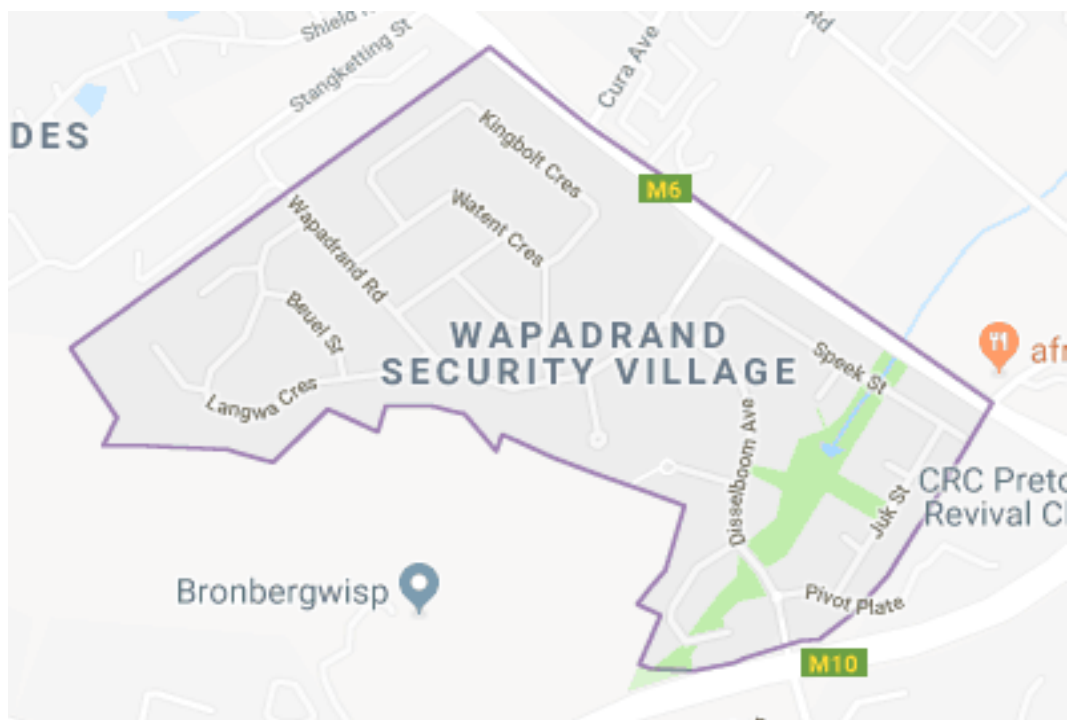 Shield
Rd
Stangketting St
Cura Ave
DES
Kingbolt Cres
M6
Watent Cres
Wapadrand Rd
Beuel St
WAPADRAND
SECURITY VILLAGE
Speek St
afr
Langwa Cres
Disselboom Ave
CRC Preto
Revival Cl
Juk St
Bronbergwisp
Pivot Plate
M10